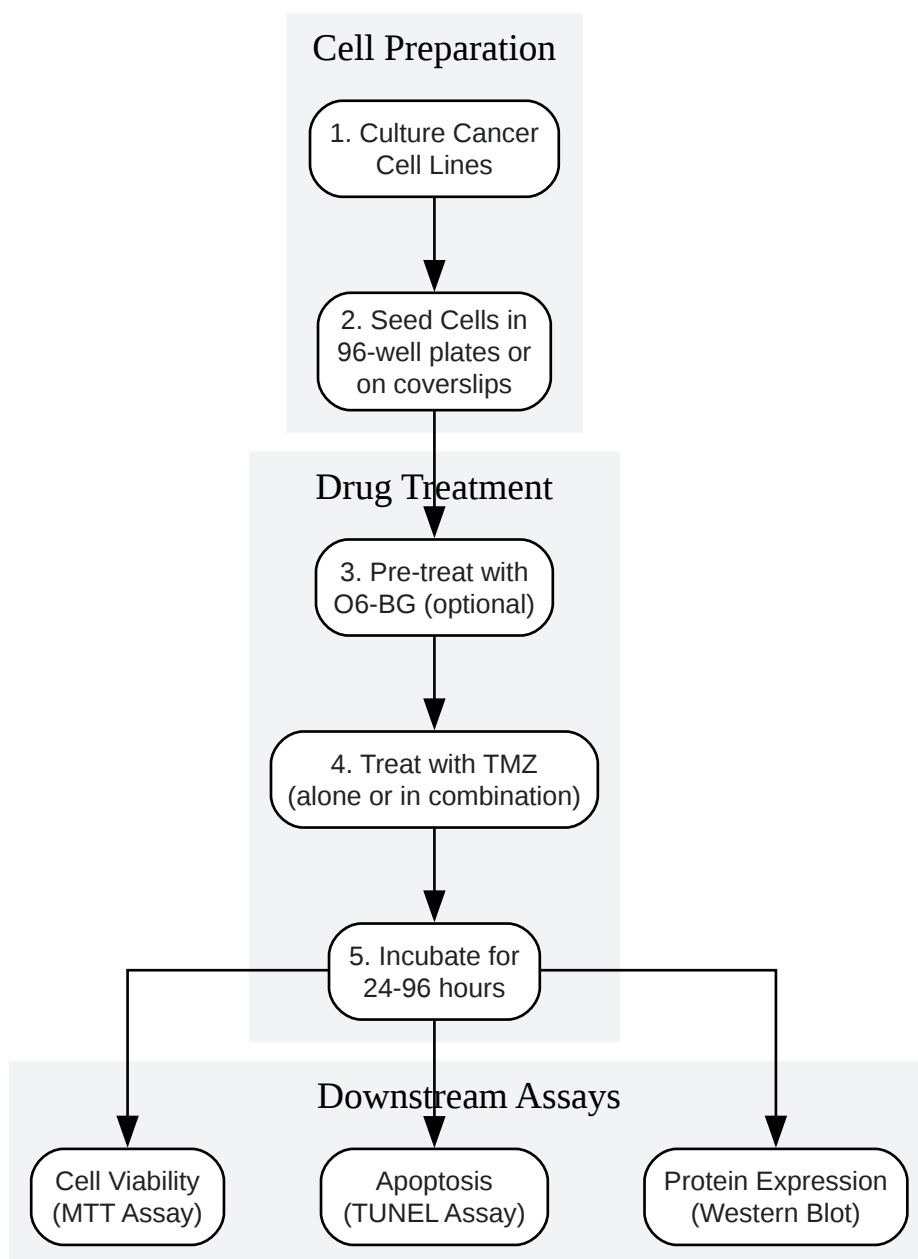 Cell Preparation
1. Culture Cancer
Cell Lines
2. Seed Cells in
96-well plates or
on coverslips
Drug Treatment
3. Pre-treat with
O6-BG (optional)
4. Treat with TMZ
(alone or in combination)
5. Incubate for
24-96 hours
Downstream Assays
Cell Viability
(MTT Assay)
Apoptosis
(TUNEL Assay)
Protein Expression
(Western Blot)